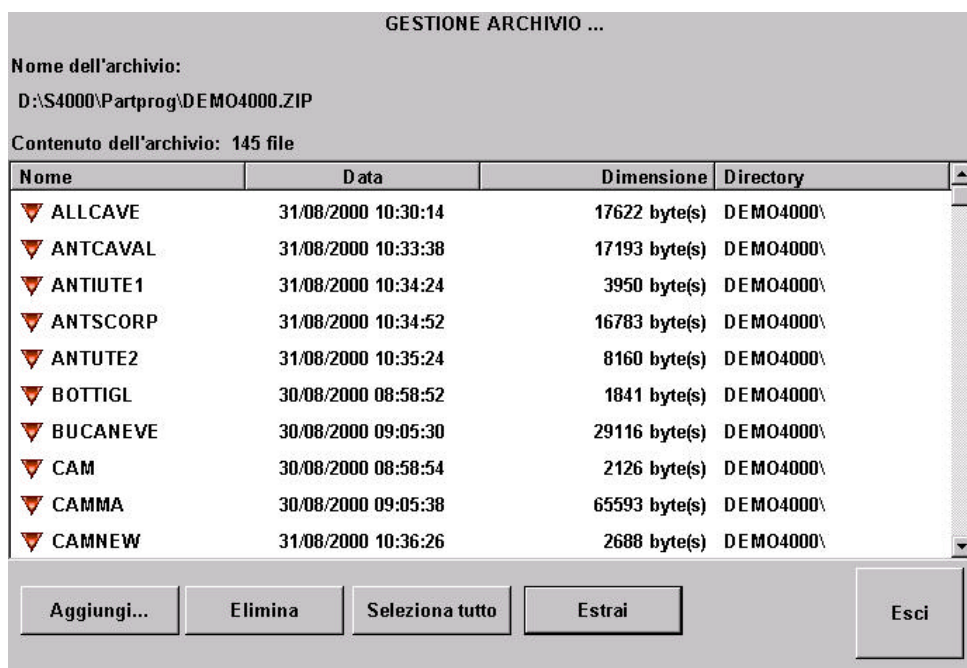 GESTIONE ARCHIVIO ...
Nome dell'archivio:
D:\S4000\Partprog\DEMO4000.ZIP
Contenuto dell'archivio: 145 file
Nome Data Dimensione Directory
ALLCAVE 31/08/2000 10:30:14 17622 byte(s) DEMO4000\
ANTCAVAL 31/08/2000 10:33:38 17193 byte(s) DEMO4000\
ANTIUTE1 31/08/2000 10:34:24 3950 byte(s) DEMO4000\
ANTSCORP 31/08/2000 10:34:52 16783 byte(s) DEMO4000\
ANTUTE2 31/08/2000 10:35:24 8160 byte(s) DEMO4000\
BOTTIGL 30/08/2000 08:58:52 1841 byte(s) DEMO4000\
BUCANEVE 30/08/2000 09:05:30 29116 byte(s) DEMO4000\
CAM 30/08/2000 08:58:54 2126 byte(s) DEMO4000\
CAMMA 30/08/2000 09:05:38 65593 byte(s) DEMO4000\
CAMNEW 31/08/2000 10:36:26 2688 byte(s) DEMO4000\
Aggiungi... Elimina Seleziona tutto Estrai Esci